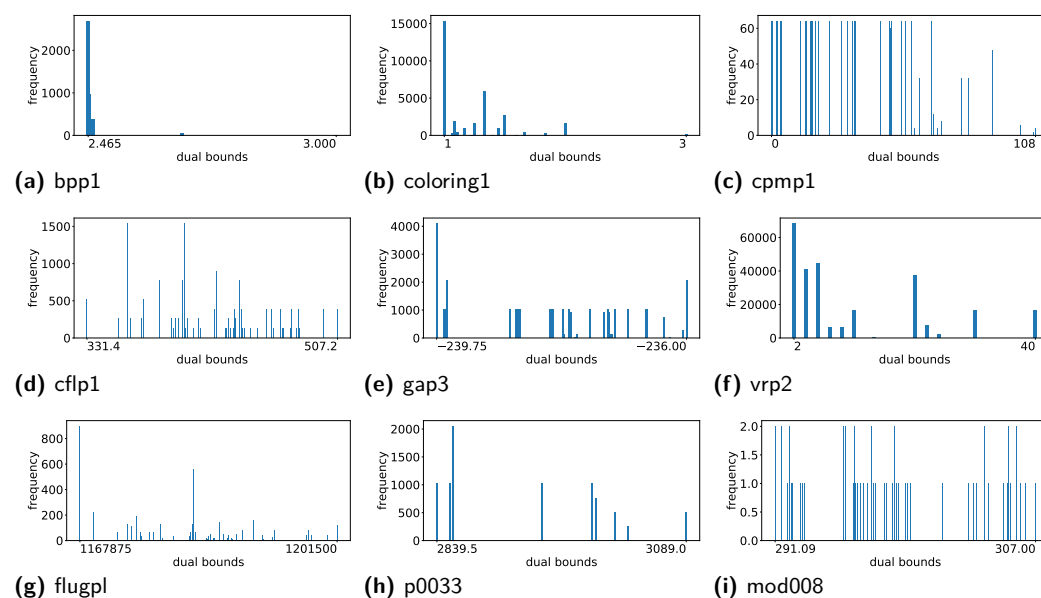 frequency
2000
1000
0
2.465
3.000
dual bounds
(a) bpp1
frequency
15000
10000
5000
0
1
3
dual bounds
(b) coloring1
frequency
60
40
20
0
0
108
dual bounds
(c) cpmp1
frequency
1500
1000
500
0
331.4
507.2
dual bounds
(d) cflp1
frequency
4000
3000
2000
1000
0
−239.75
−236.00
dual bounds
(e) gap3
frequency
60000
40000
20000
0
2
40
dual bounds
(f) vrp2
frequency
800
600
400
200
0
1167875
1201500
dual bounds
(g) flugpl
frequency
2000
1500
1000
500
0
2839.5
3089.0
dual bounds
(h) p0033
frequency
2.0
1.5
1.0
0.5
0.0
291.09
307.00
dual bounds
(i) mod008